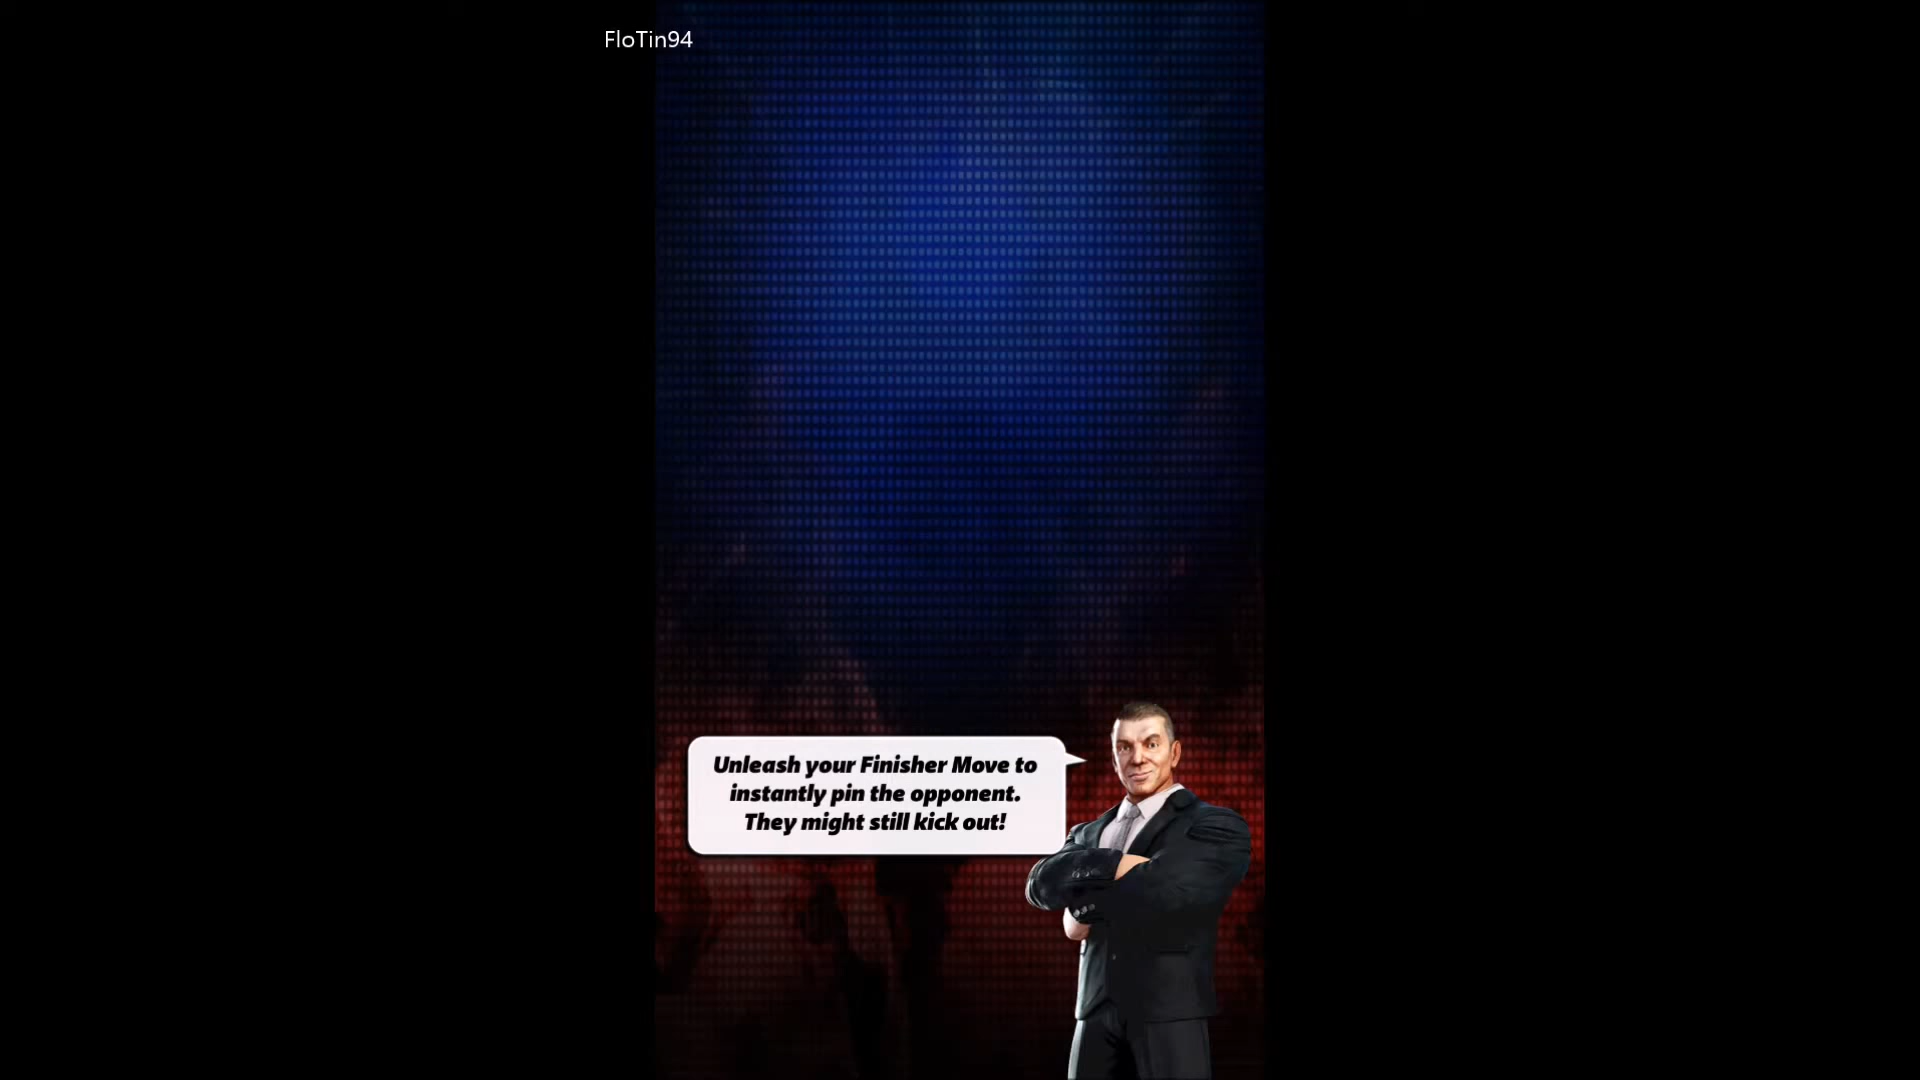 FloTin94
Unleash your Finisher Move to
instantly pin the opponent.
They might still kick out!